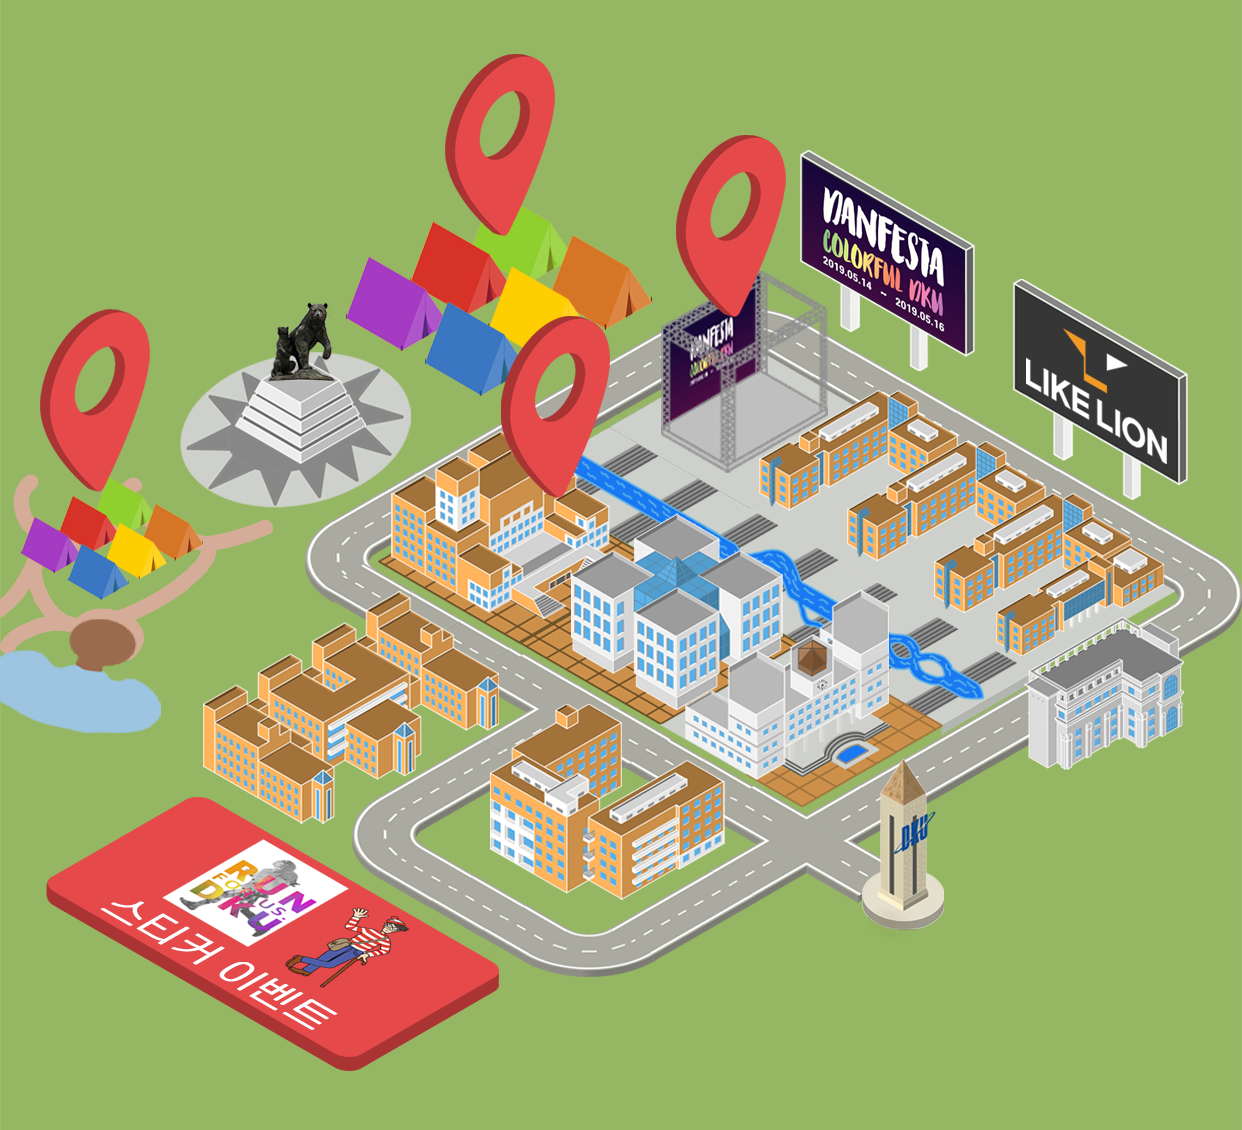 DANFESTA
COLORFUL DKU
2019.05.14 – 2019.05.16
DANFESTA
COLORFUL DKU
LIKE LION
DKU
RUN
FOR US.
DKU
스티커 이벤트